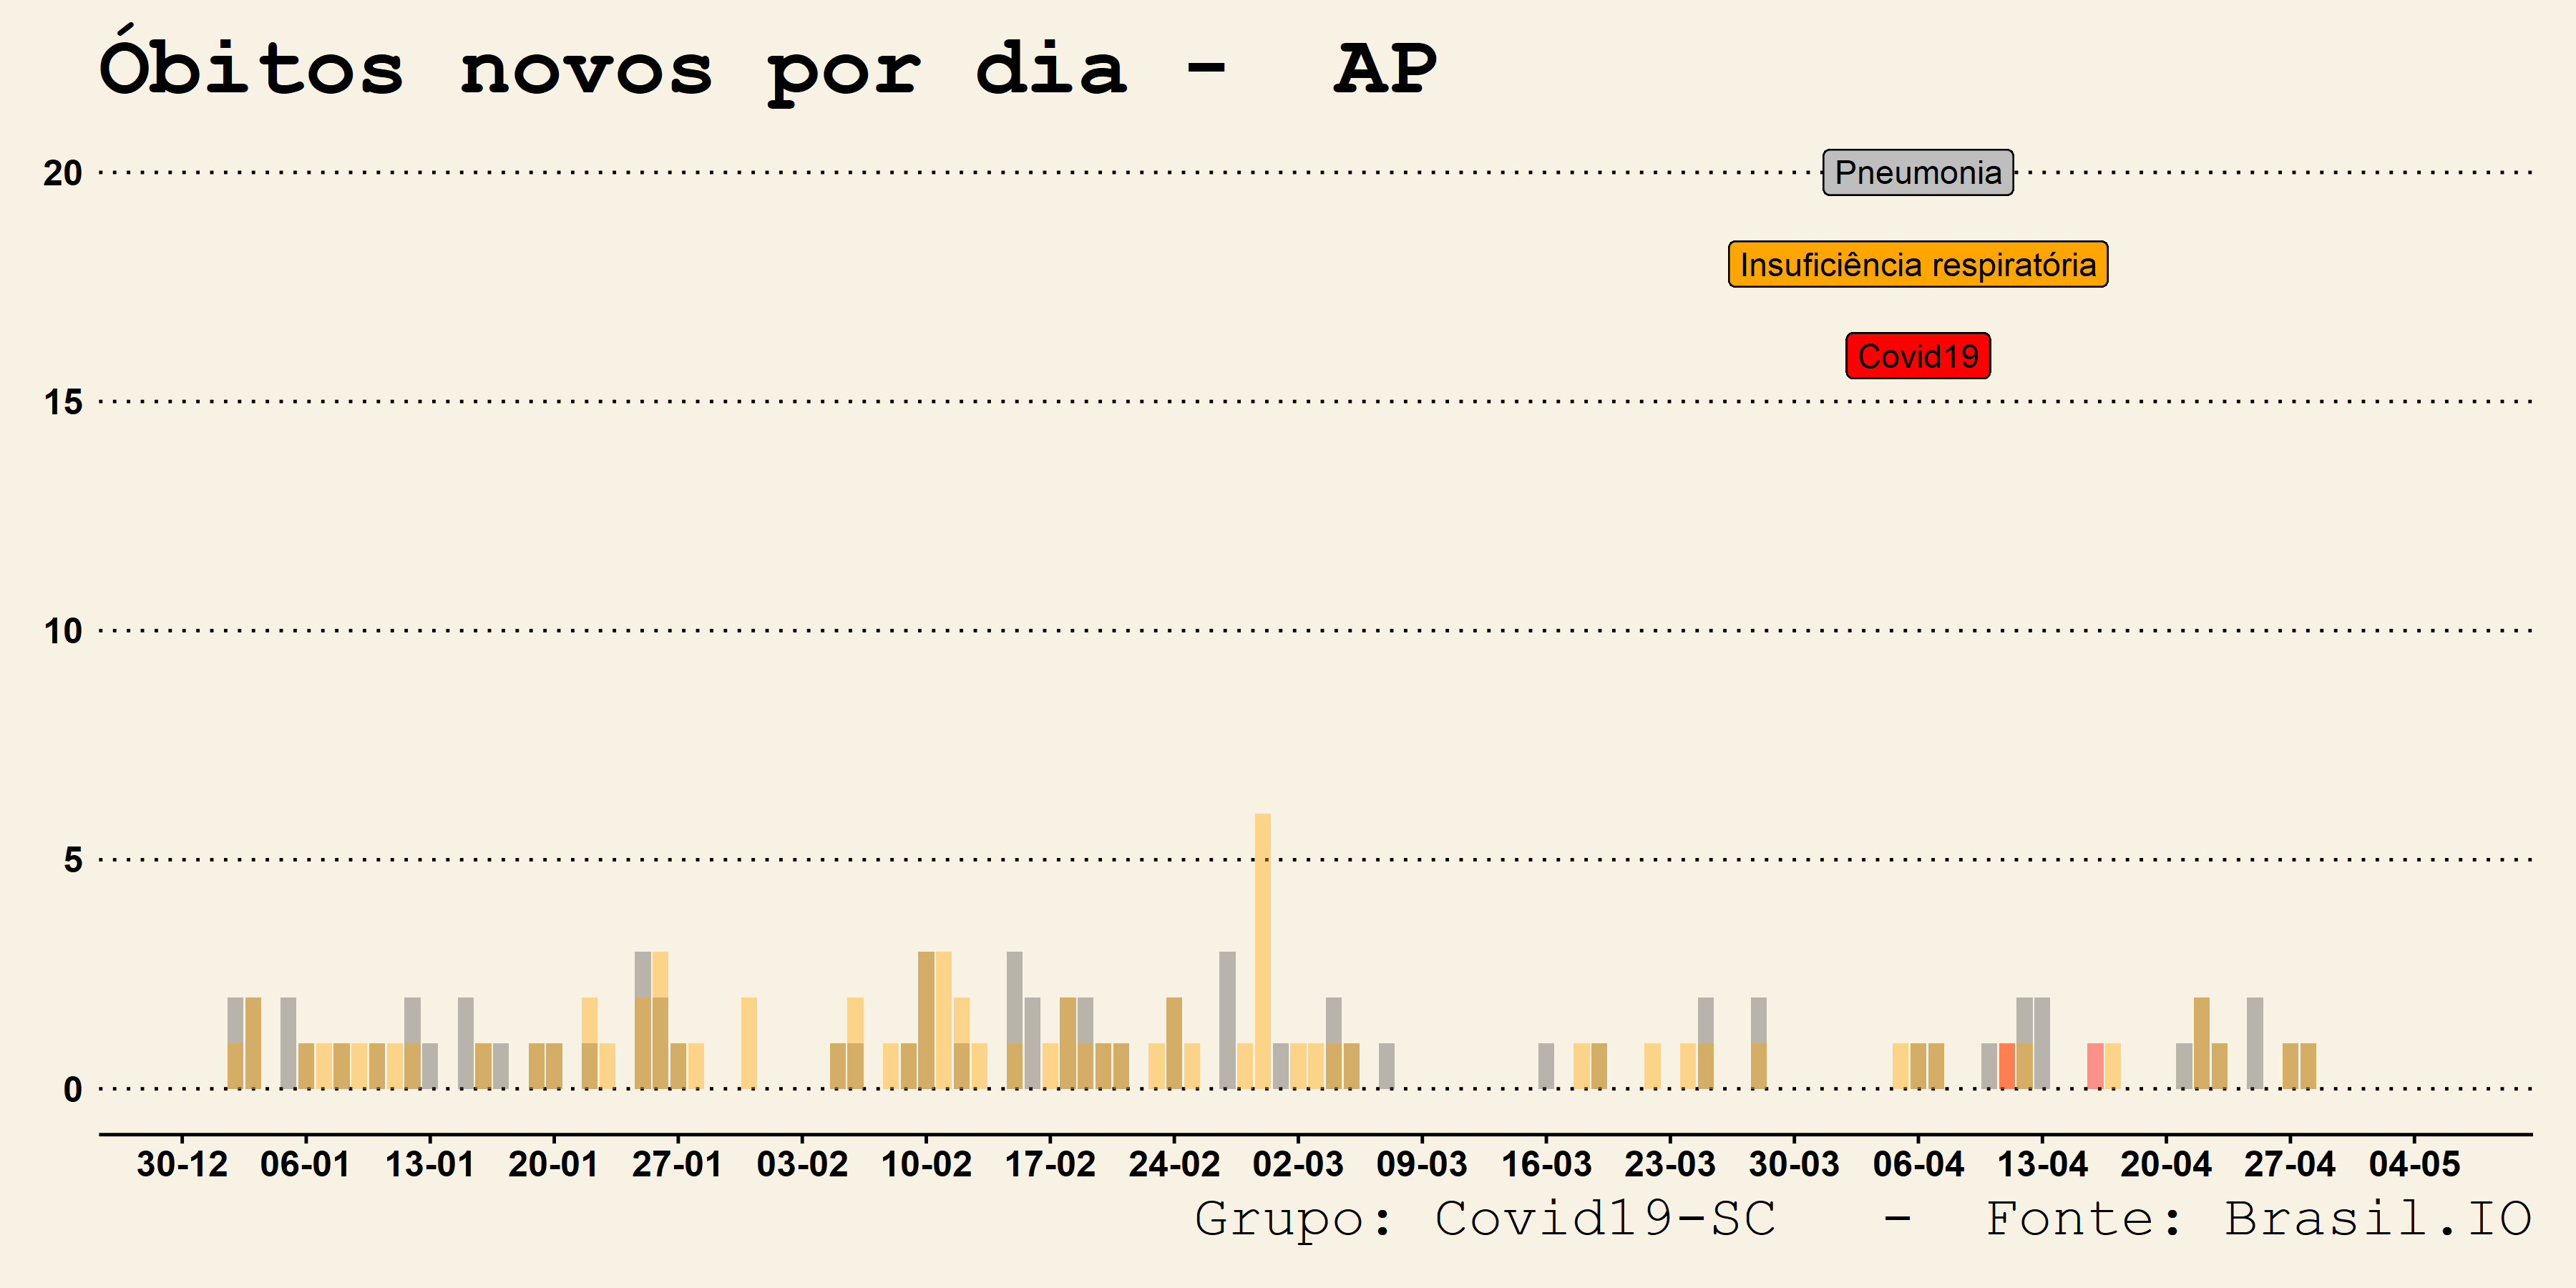 Óbitos novos por dia - AP
20
Pneumonia
Insuficiência respiratória
Covid19
15
10
5
0
30-12 06-01 13-01 20-01 27-01 03-02 10-02 17-02 24-02 02-03 09-03 16-03 23-03 30-03 06-04 13-04 20-04 27-04 04-05
Grupo: Covid19-SC - Fonte: Brasil.IO